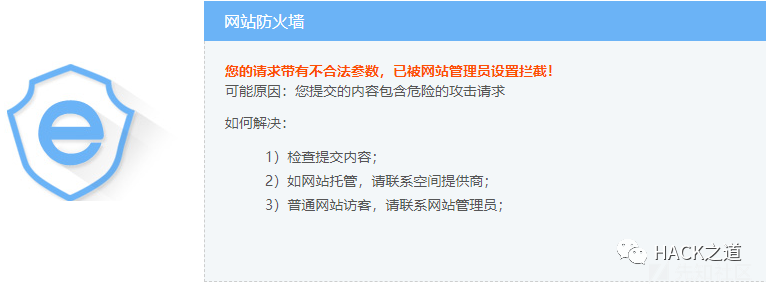 网站防火墙
您的请求带有不合法参数，已被网站管理员设置拦截！
可能原因：您提交的内容包含危险的攻击请求
如何解决：
1）检查提交内容；
2）如网站托管，请联系空间提供商；
3）普通网站访客，请联系网站管理员；
HACK之道